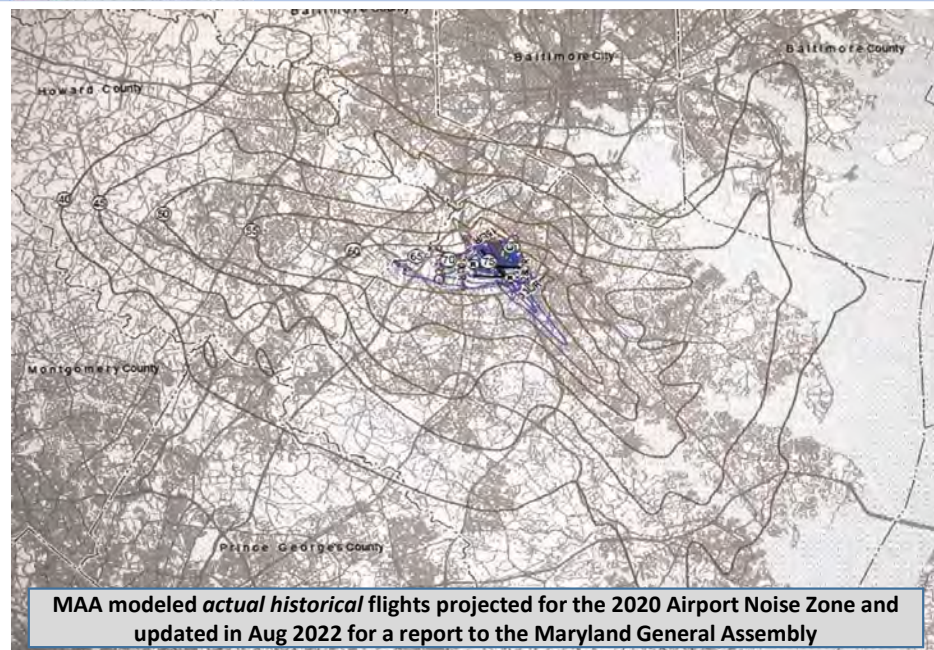 Baltimore County
Baltimore City
Baltimore County
Howard County
40
45
50
55
60
65
70
75
Montgomery County
Prince Georges County
MAA modeled actual historical flights projected for the 2020 Airport Noise Zone and
updated in Aug 2022 for a report to the Maryland General Assembly